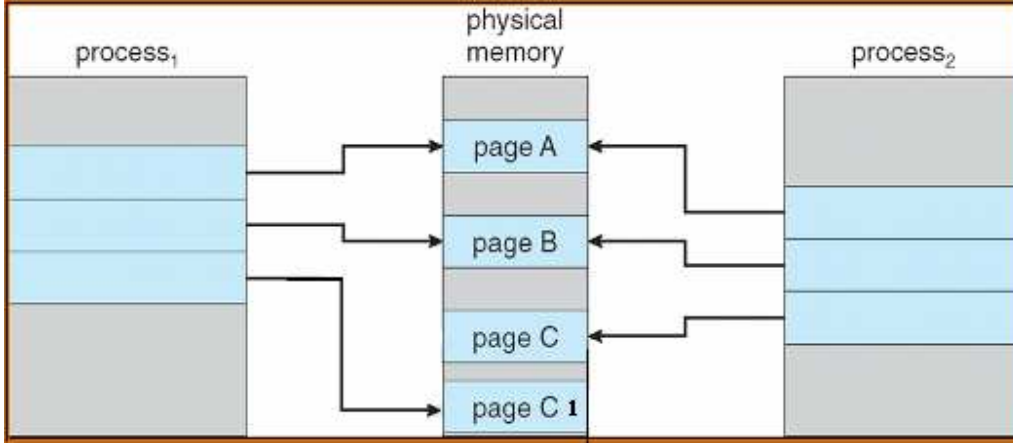 physical
memory
process₁
process₂
page A
page B
page C
page C 1